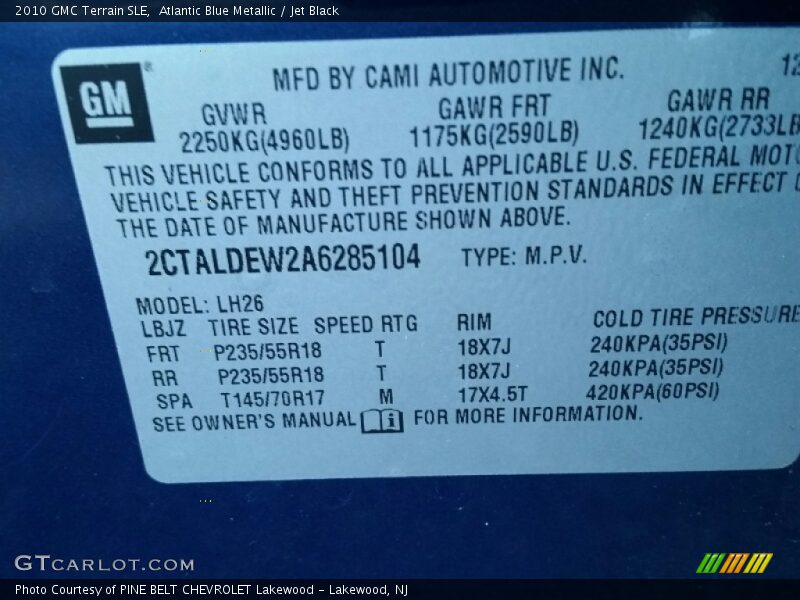 2010 GMC Terrain SLE,  Atlantic Blue Metallic / Jet Black
GM®
MFD BY CAMI AUTOMOTIVE INC.
12
GVWR GAWR FRT GAWR RR
2250KG(4960LB) 1175KG(2590LB) 1240KG(2733LB
THIS VEHICLE CONFORMS TO ALL APPLICABLE U.S. FEDERAL MOTO
VEHICLE SAFETY AND THEFT PREVENTION STANDARDS IN EFFECT O
THE DATE OF MANUFACTURE SHOWN ABOVE.
2CTALDEW2A6285104 TYPE: M.P.V.
MODEL: LH26
LBJZ TIRE SIZE SPEED RTG RIM COLD TIRE PRESSURE
FRT P235/55R18 T 18X7J 240KPA(35PSI)
RR P235/55R18 T 18X7J 240KPA(35PSI)
SPA T145/70R17 M 17X4.5T 420KPA(60PSI)
SEE OWNER'S MANUAL i FOR MORE INFORMATION.
GTCARLOT.COM
Photo Courtesy of PINE BELT CHEVROLET Lakewood - Lakewood, NJ